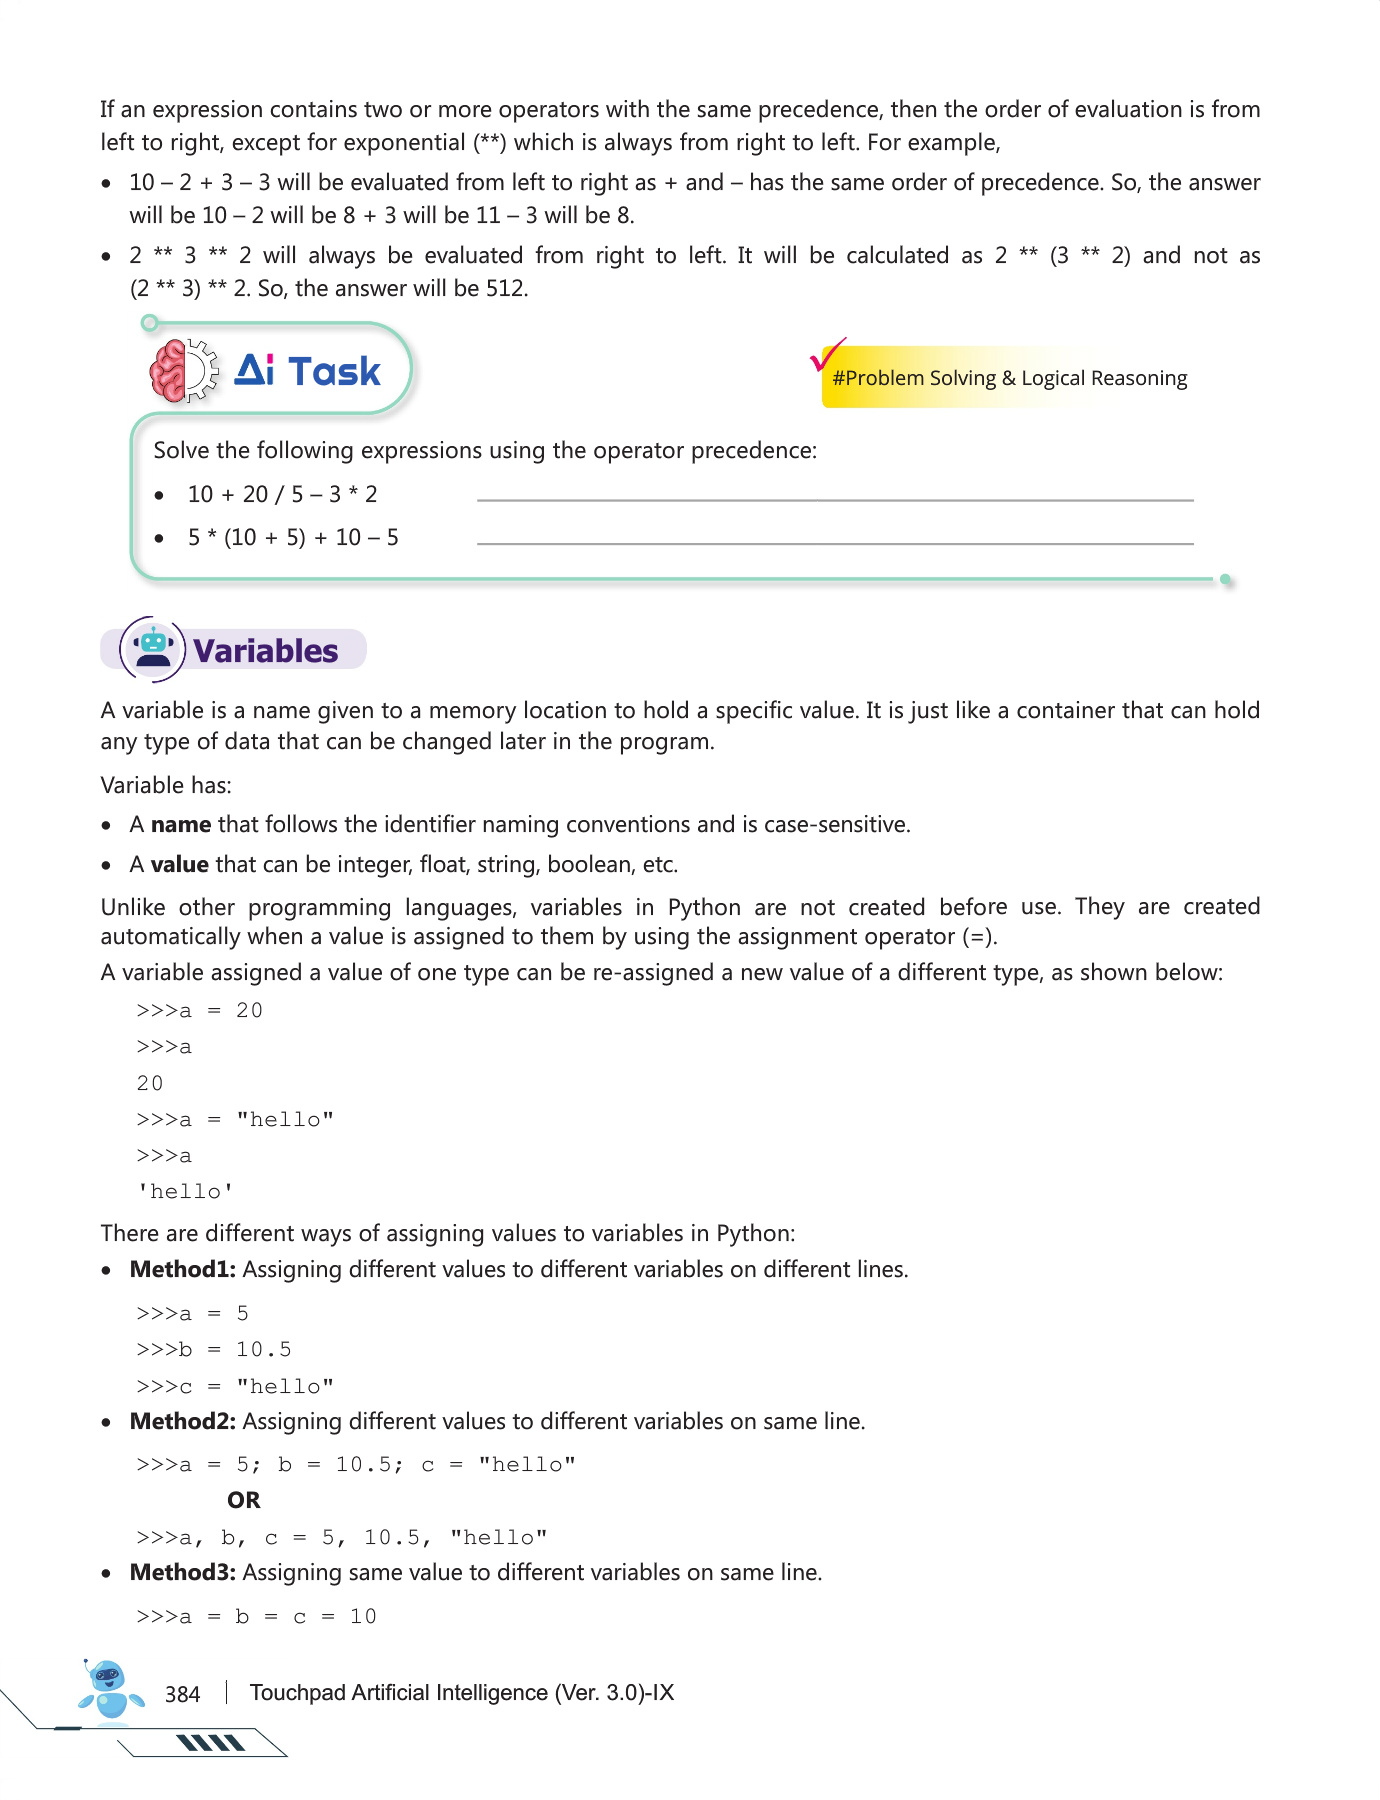 If an expression contains two or more operators with the same precedence, then the order of evaluation is from
left to right, except for exponential (**) which is always from right to left. For example,
• 10 – 2 + 3 – 3 will be evaluated from left to right as + and – has the same order of precedence. So, the answer
will be 10 – 2 will be 8 + 3 will be 11 – 3 will be 8.
• 2 ** 3 ** 2 will always be evaluated from right to left. It will be calculated as 2 ** (3 ** 2) and not as
(2 ** 3) ** 2. So, the answer will be 512.
Ai Task
#Problem Solving & Logical Reasoning
Solve the following expressions using the operator precedence:
• 10 + 20 / 5 – 3 * 2
• 5 * (10 + 5) + 10 – 5
Variables
A variable is a name given to a memory location to hold a specific value. It is just like a container that can hold
any type of data that can be changed later in the program.
Variable has:
• A name that follows the identifier naming conventions and is case-sensitive.
• A value that can be integer, float, string, boolean, etc.
Unlike other programming languages, variables in Python are not created before use. They are created
automatically when a value is assigned to them by using the assignment operator (=).
A variable assigned a value of one type can be re-assigned a new value of a different type, as shown below:
>>>a = 20
>>>a
20
>>>a = "hello"
>>>a
'hello'
There are different ways of assigning values to variables in Python:
• Method1: Assigning different values to different variables on different lines.
>>>a = 5
>>>b = 10.5
>>>c = "hello"
• Method2: Assigning different values to different variables on same line.
>>>a = 5; b = 10.5; c = "hello"
OR
>>>a, b, c = 5, 10.5, "hello"
• Method3: Assigning same value to different variables on same line.
>>>a = b = c = 10
384 | Touchpad Artificial Intelligence (Ver. 3.0)-IX